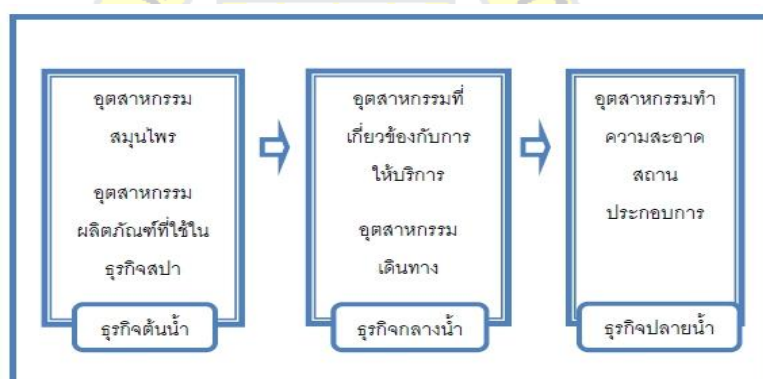 อุตสาหกรรม
สมุนไพร
อุตสาหกรรม
ผลิตภัณฑ์ที่ใช้ใน
ธุรกิจสปา
ธุรกิจต้นน้ำ
อุตสาหกรรมที่
เกี่ยวข้องกับการ
ให้บริการ
อุตสาหกรรม
เดินทาง
ธุรกิจกลางน้ำ
อุตสาหกรรมทำ
ความสะอาด
สถาน
ประกอบการ
ธุรกิจปลายน้ำ